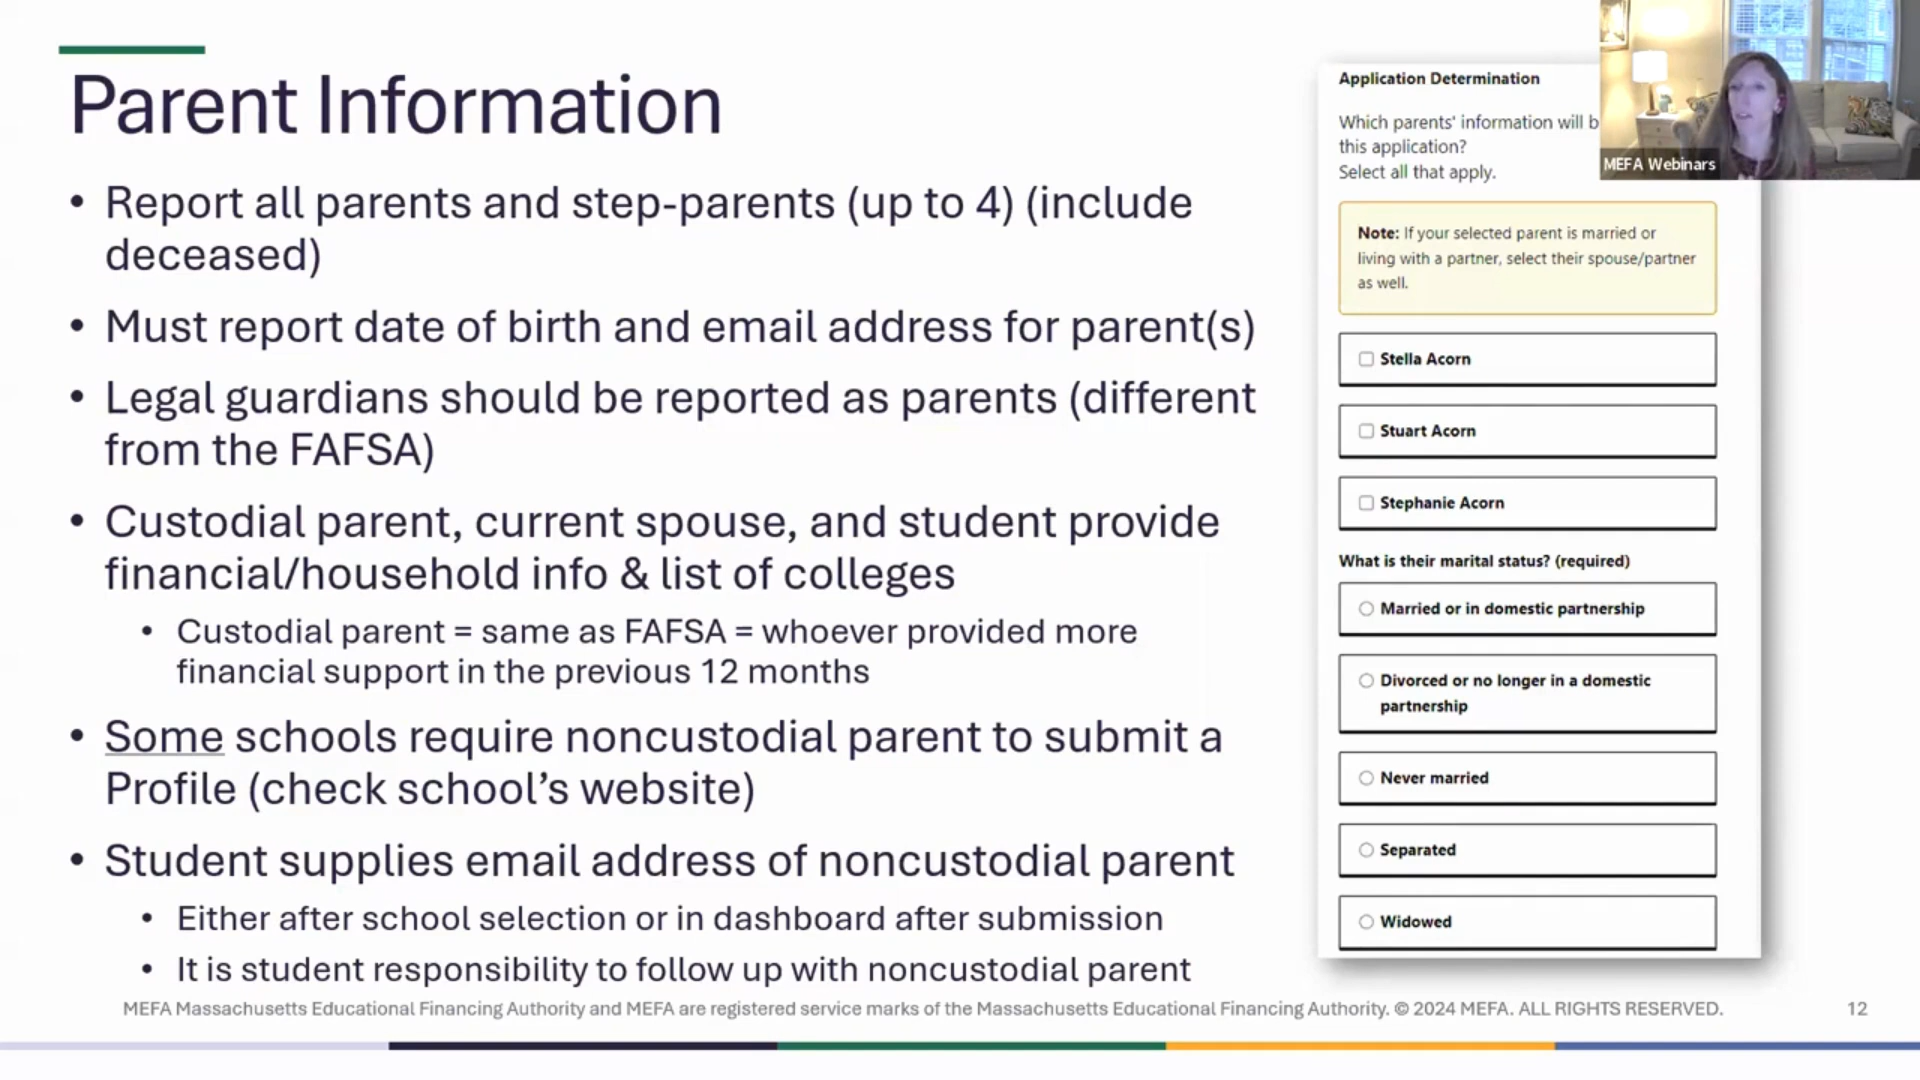 Parent Information
• Report all parents and step-parents (up to 4) (include
deceased)
• Must report date of birth and email address for parent(s)
• Legal guardians should be reported as parents (different
from the FAFSA)
• Custodial parent, current spouse, and student provide
financial/household info & list of colleges
• Custodial parent = same as FAFSA = whoever provided more
financial support in the previous 12 months
• Some schools require noncustodial parent to submit a
Profile (check school’s website)
• Student supplies email address of noncustodial parent
• Either after school selection or in dashboard after submission
• It is student responsibility to follow up with noncustodial parent
Application Determination
Which parents' information will b
this application?
Select all that apply.
Note: If your selected parent is married or
living with a partner, select their spouse/partner
as well.
Stella Acorn
Stuart Acorn
Stephanie Acorn
What is their marital status? (required)
Married or in domestic partnership
Divorced or no longer in a domestic
partnership
Never married
Separated
Widowed
MEFA Webinars
MEFA Massachusetts Educational Financing Authority and MEFA are registered service marks of the Massachusetts Educational Financing Authority. © 2024 MEFA. ALL RIGHTS RESERVED.
12